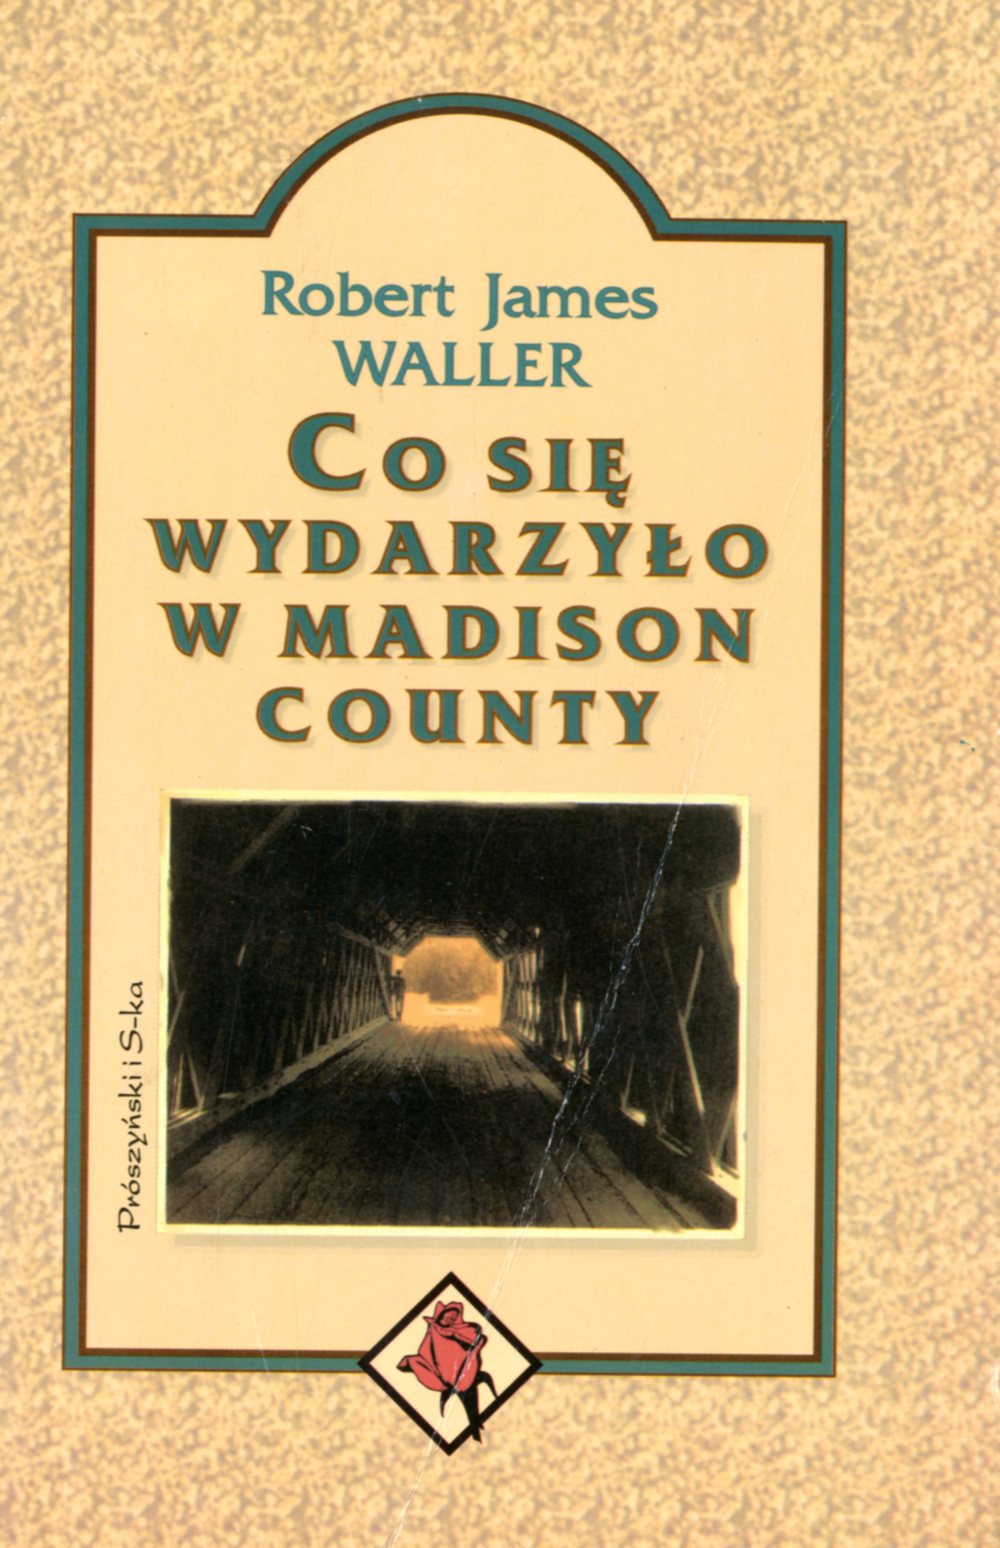 Robert James
WALLER
CO SIĘ
WYDARZYŁO
W MADISON
COUNTY
Prószyński i S-ka